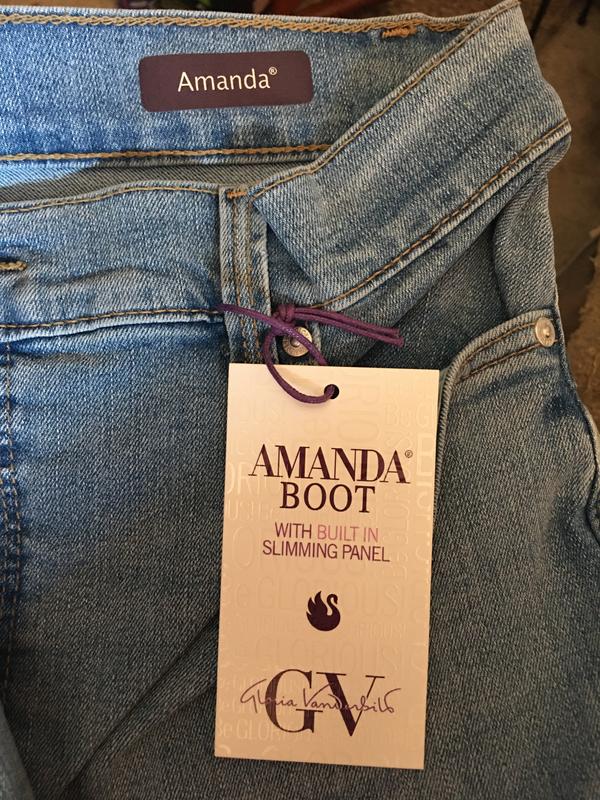 Amanda®
AMANDA®
BOOT
WITH BUILT IN
SLIMMING PANEL
GV
Gloria Vanderbilt